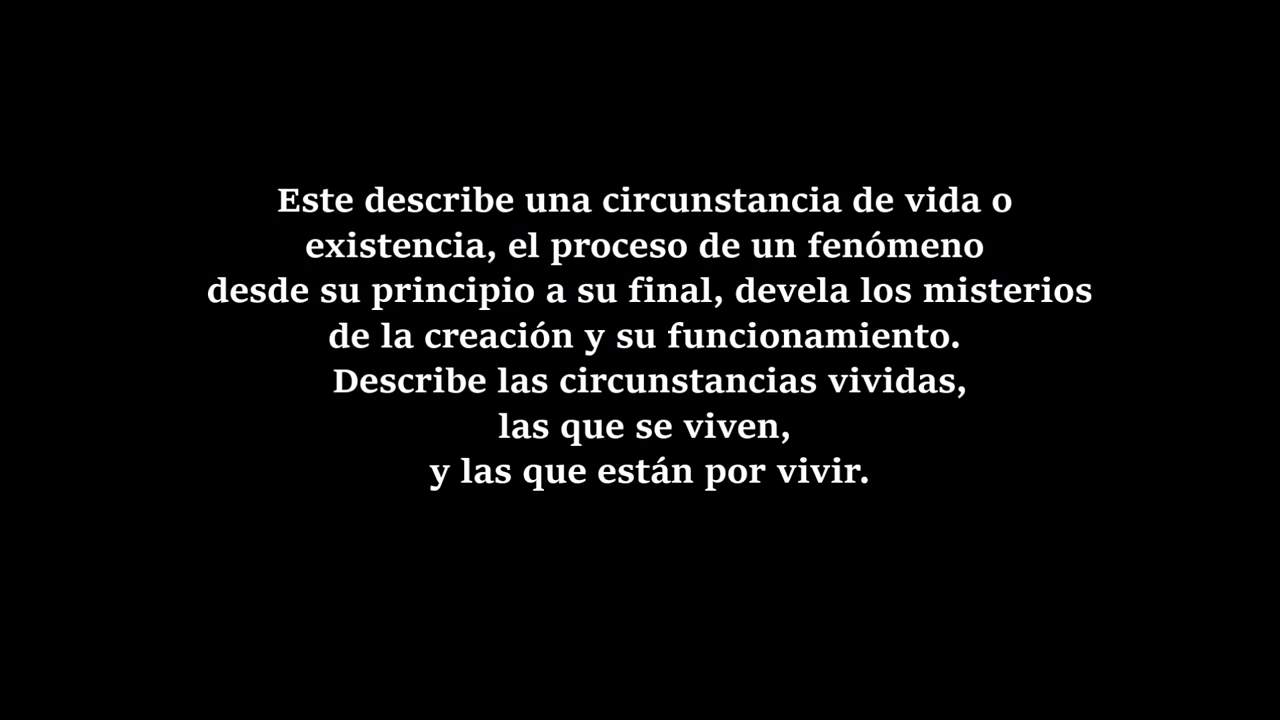 Este describe una circunstancia de vida o
existencia, el proceso de un fenómeno
desde su principio a su final, devela los misterios
de la creación y su funcionamiento.
Describe las circunstancias vividas,
las que se viven,
y las que están por vivir.